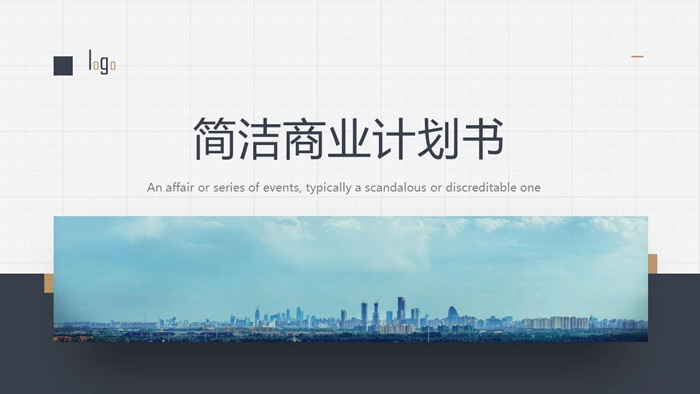 logo
简洁商业计划书
An affair or series of events, typically a scandalous or discreditable one